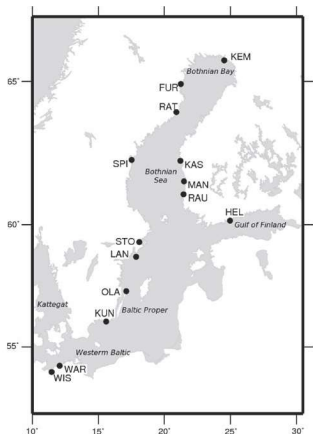 KEM
Bothnian Bay
65°
FUR
RAT
SPI
KAS
Bothnian
Sea
MAN
RAU
HEL
60°
Gulf of Finland
STO
LAN
OLA
Kattegat
Baltic Proper
KUN
55°
Westerm Baltic
WAR
WIS
10° 15° 20° 25° 30°